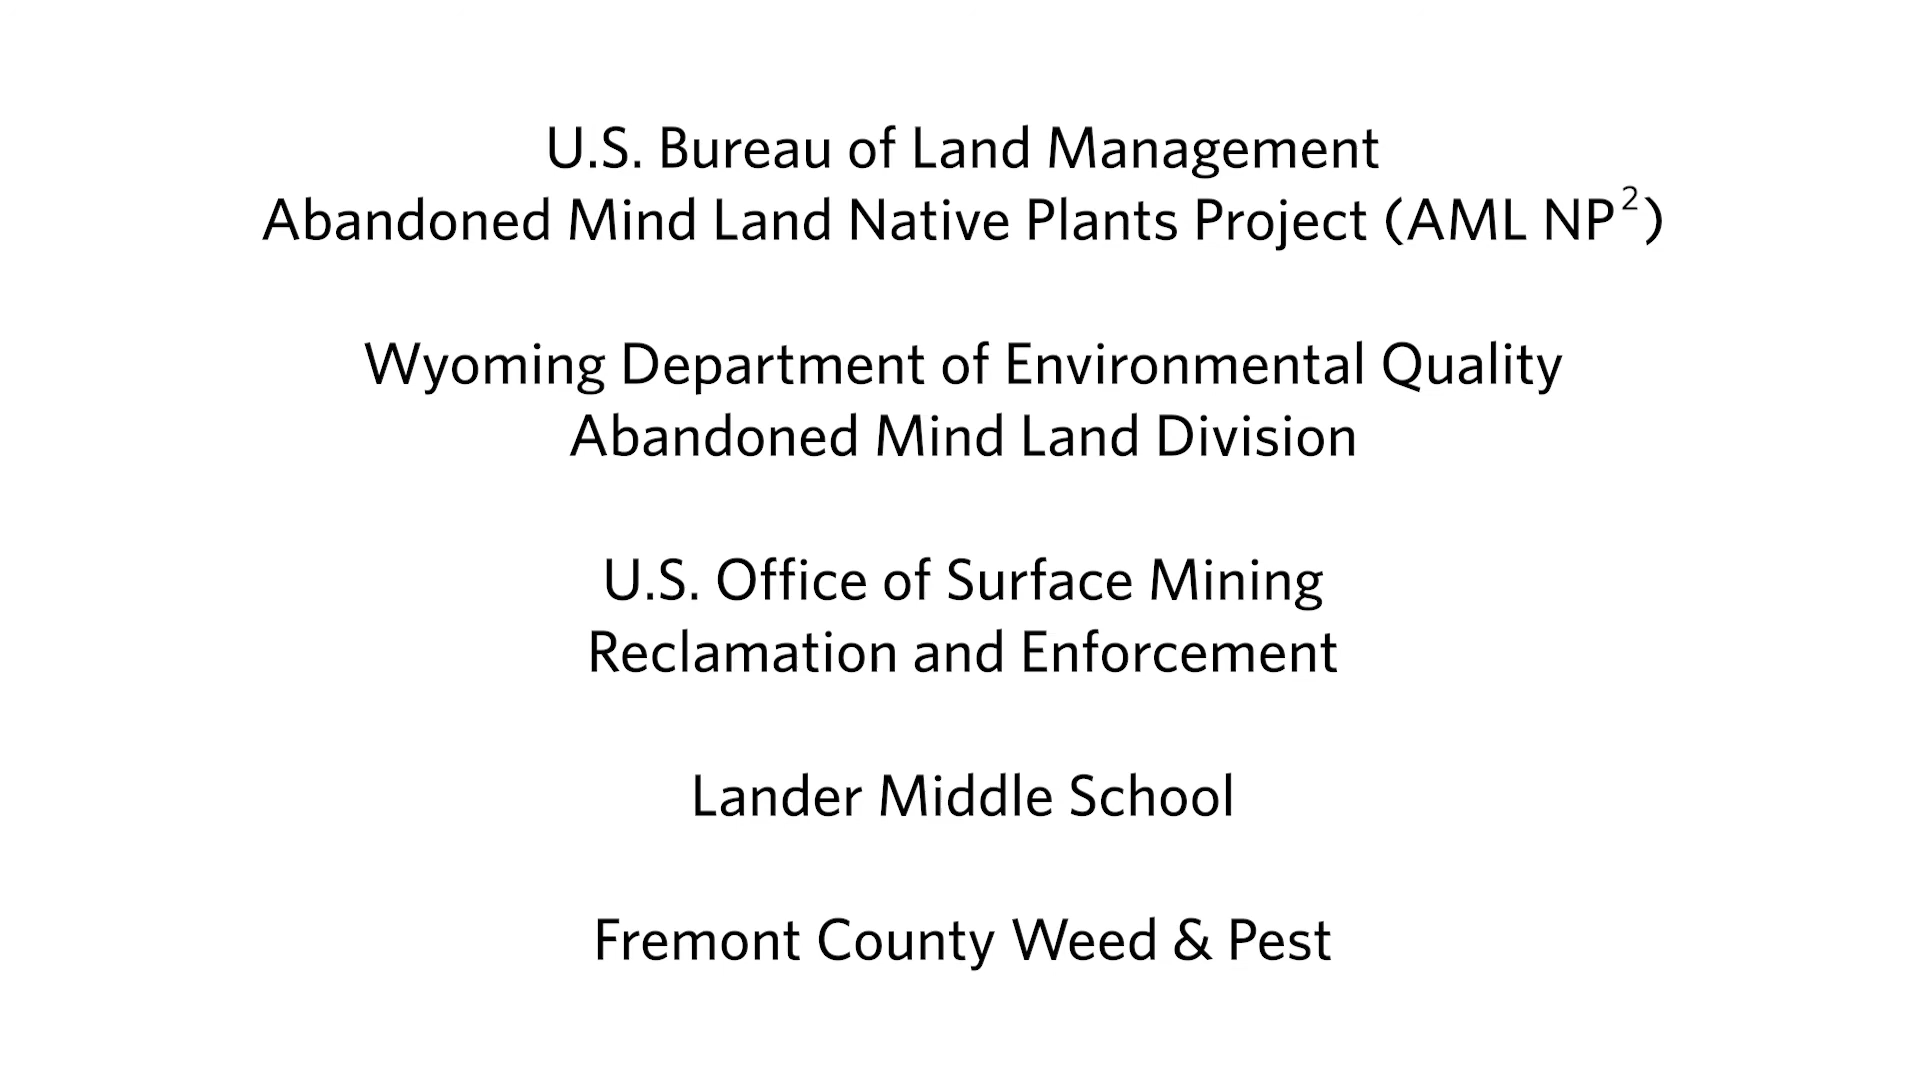 U.S. Bureau of Land Management
Abandoned Mind Land Native Plants Project (AML NP²)
Wyoming Department of Environmental Quality
Abandoned Mind Land Division
U.S. Office of Surface Mining
Reclamation and Enforcement
Lander Middle School
Fremont County Weed & Pest